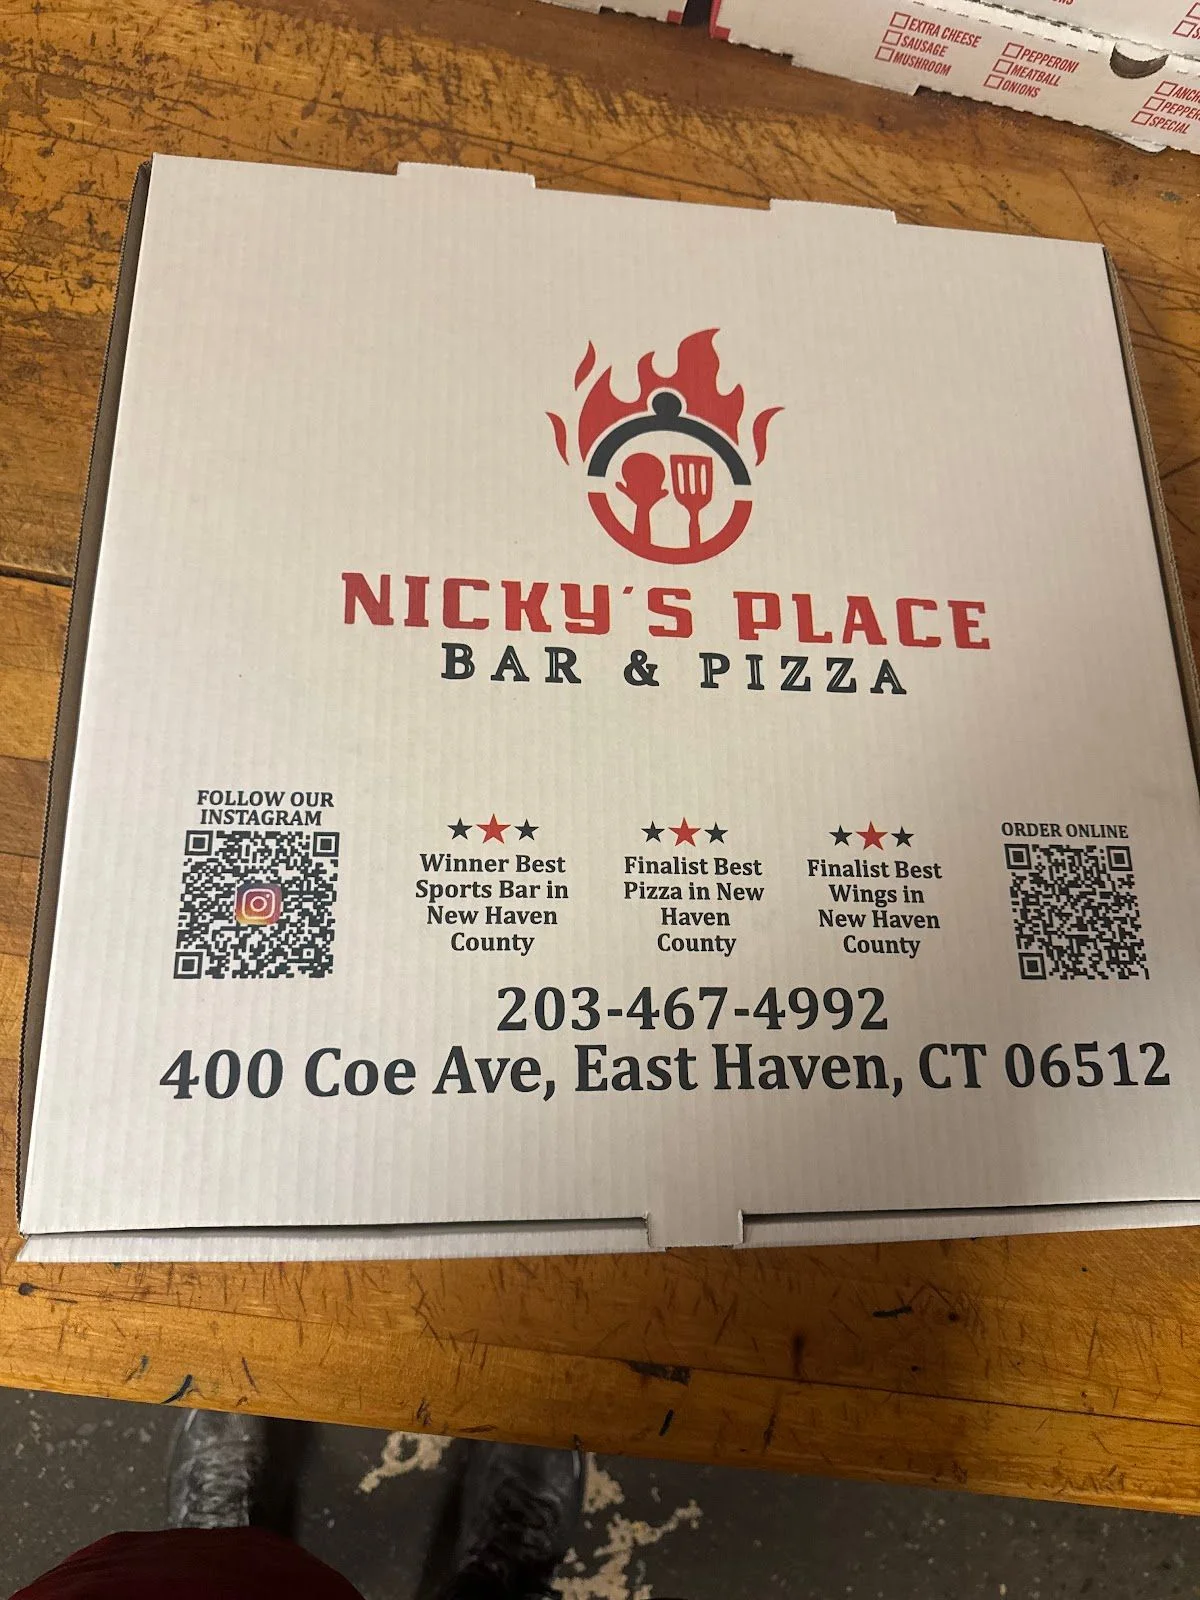 EXTRA CHEESE
SAUSAGE
MUSHROOM
PEPPERONI
MEATBALL
ONIONS
SPECIAL
NICKY'S PLACE
BAR & PIZZA
FOLLOW OUR
INSTAGRAM
Winner Best
Sports Bar in
New Haven
County
Finalist Best
Pizza in New
Haven
County
Finalist Best
Wings in
New Haven
County
ORDER ONLINE
203-467-4992
400 Coe Ave, East Haven, CT 06512